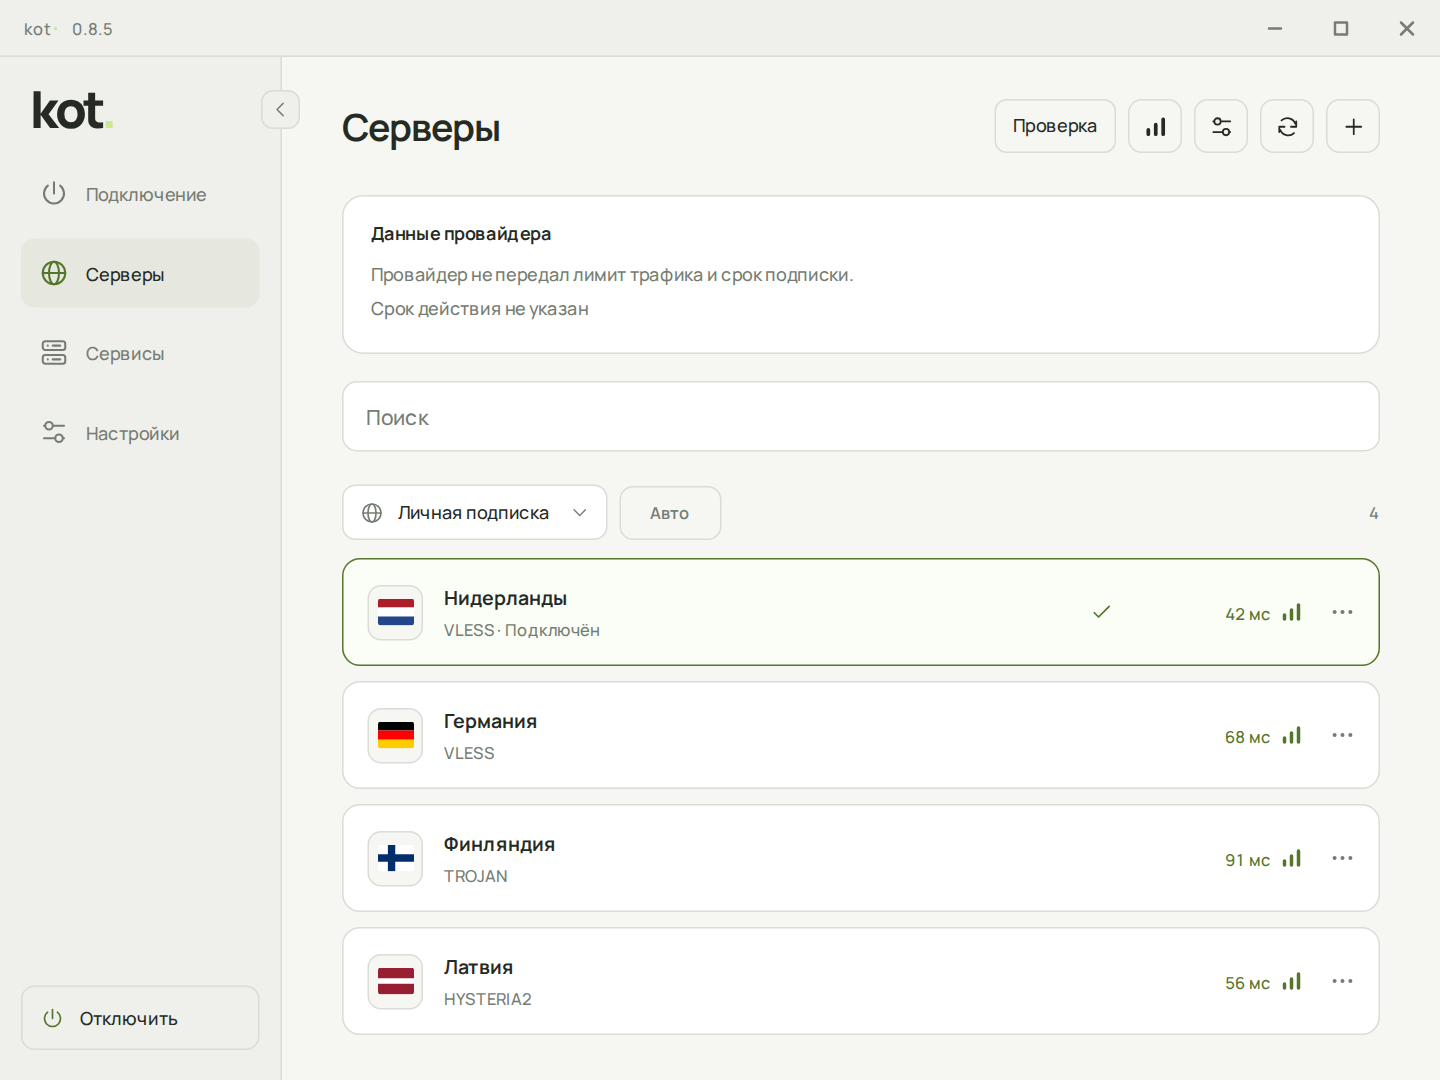 kot. 0.8.5
kot.
Подключение
Серверы
Сервисы
Настройки
Отключить
Серверы
Проверка
Данные провайдера
Провайдер не передал лимит трафика и срок подписки.
Срок действия не указан
Поиск
Личная подписка
Авто
4
Нидерланды
VLESS · Подключён
42 мс
Германия
VLESS
68 мс
Финляндия
TROJAN
91 мс
Латвия
HYSTERIA2
56 мс